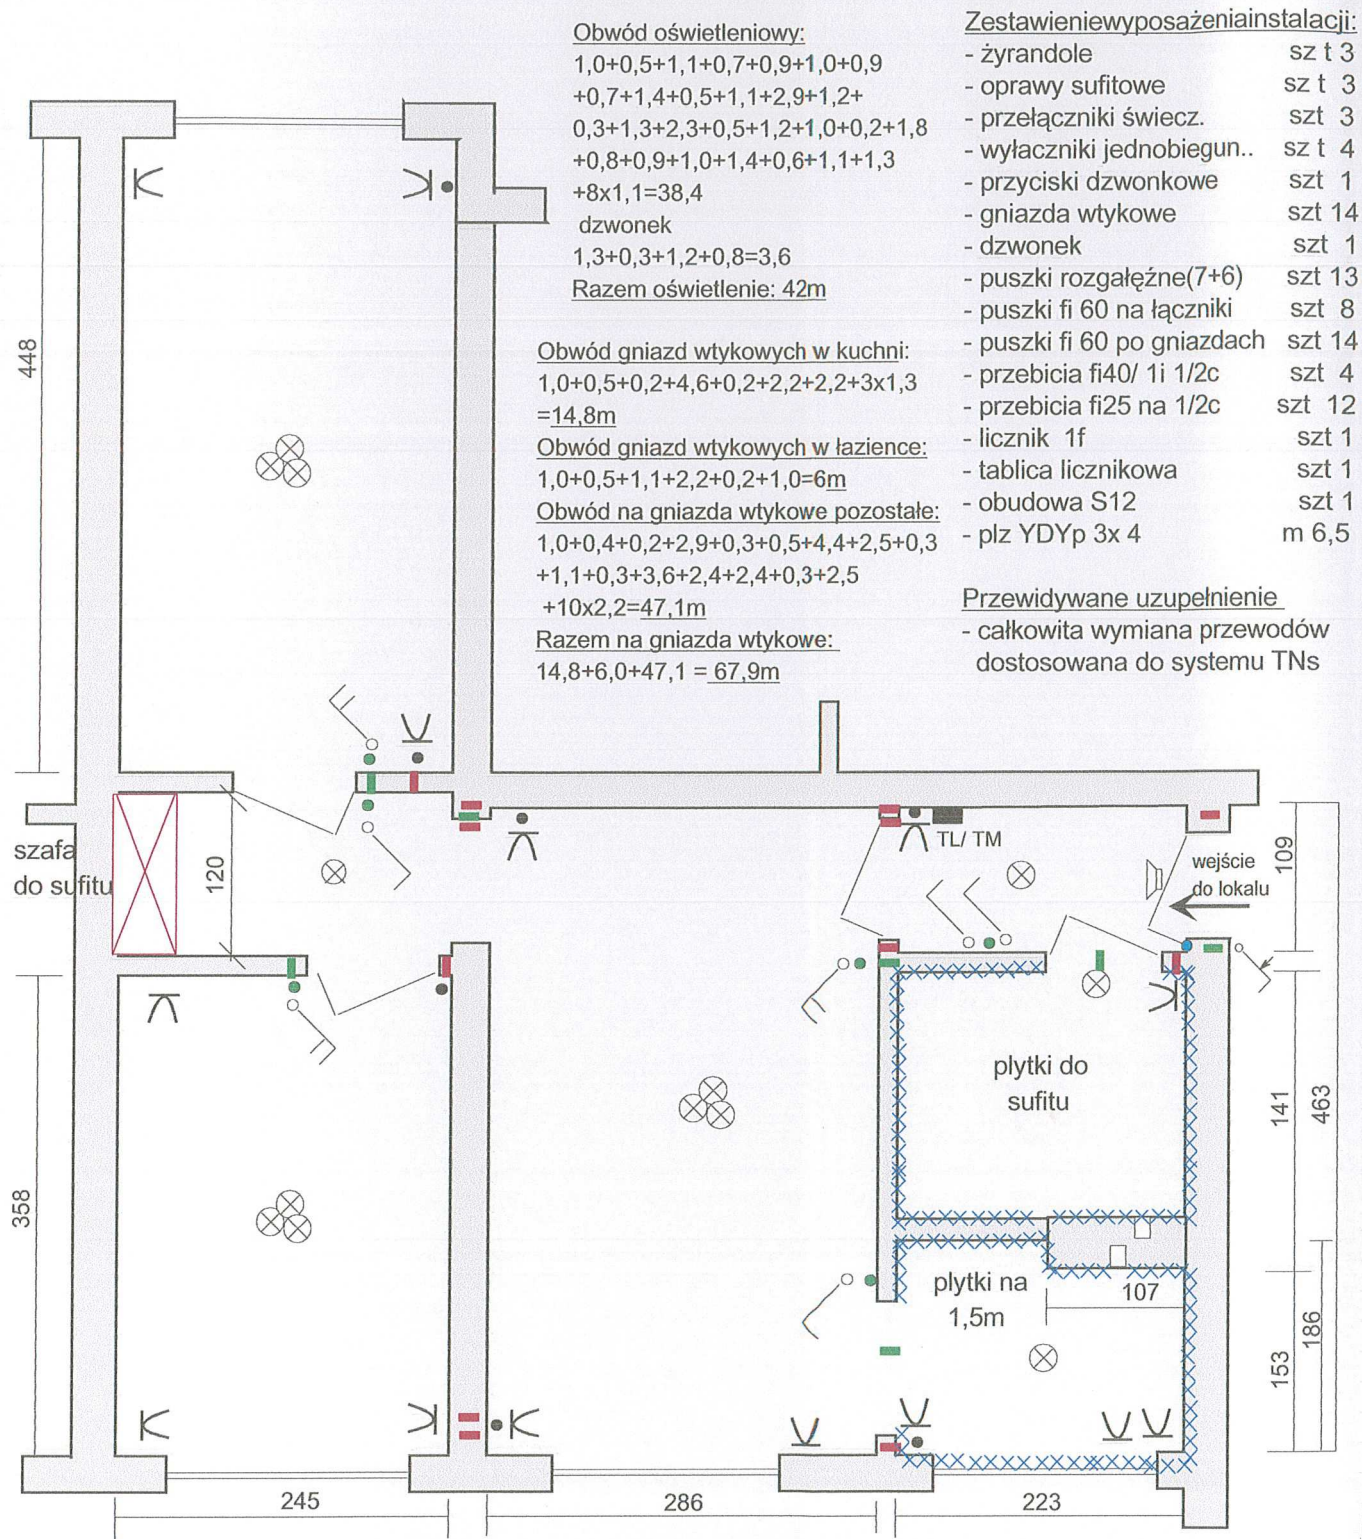 Obwód oświetleniowy:
1,0+0,5+1,1+0,7+0,9+1,0+0,9
+0,7+1,4+0,5+1,1+2,9+1,2+
0,3+1,3+2,3+0,5+1,2+1,0+0,2+1,8
+0,8+0,9+1,0+1,4+0,6+1,1+1,3
+8x1,1=38,4
dzwonek
1,3+0,3+1,2+0,8=3,6
Razem oświetlenie: 42m
Obwód gniazd wtykowych w kuchni:
1,0+0,5+0,2+4,6+0,2+2,2+2,2+3x1,3
=14,8m
Obwód gniazd wtykowych w łazience:
1,0+0,5+1,1+2,2+0,2+1,0=6m
Obwód na gniazda wtykowe pozostałe:
1,0+0,4+0,2+2,9+0,3+0,5+4,4+2,5+0,3
+1,1+0,3+3,6+2,4+2,4+0,3+2,5
+10x2,2=47,1m
Razem na gniazda wtykowe:
14,8+6,0+47,1 = 67,9m
Zestawieniewyposażeniainstalacji:
- żyrandole sz t 3
- oprawy sufitowe sz t 3
- przełączniki świecz. szt 3
- wyłaczniki jednobiegun.. sz t 4
- przyciski dzwonkowe szt 1
- gniazda wtykowe szt 14
- dzwonek szt 1
- puszki rozgałęźne(7+6) szt 13
- puszki fi 60 na łączniki szt 8
- puszki fi 60 po gniazdach szt 14
- przebicia fi40/ 1i 1/2c szt 4
- przebicia fi25 na 1/2c szt 12
- licznik 1f szt 1
- tablica licznikowa szt 1
- obudowa S12 szt 1
- plz YDYp 3x 4 m 6,5
Przewidywane uzupełnienie
- całkowita wymiana przewodów
dostosowana do systemu TNs
448
szafa
do sufitu
120
TL/ TM
wejście
do lokalu
109
358
plytki do
sufitu
141
463
plytki na
1,5m
107
153
186
245
286
223